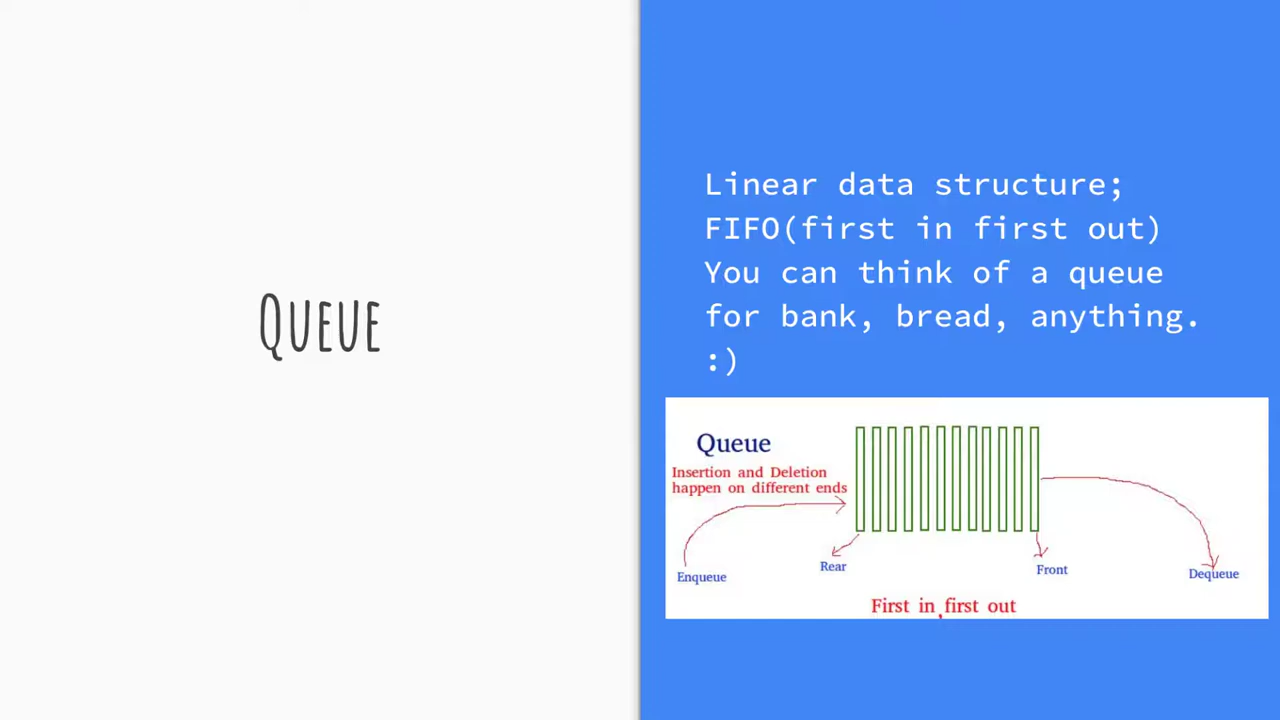 Queue
Linear data structure;
FIFO(first in first out)
You can think of a queue
for bank, bread, anything.
:)
Queue
Insertion and Deletion
happen on different ends
Enqueue
Rear
Front
Dequeue
First in, first out